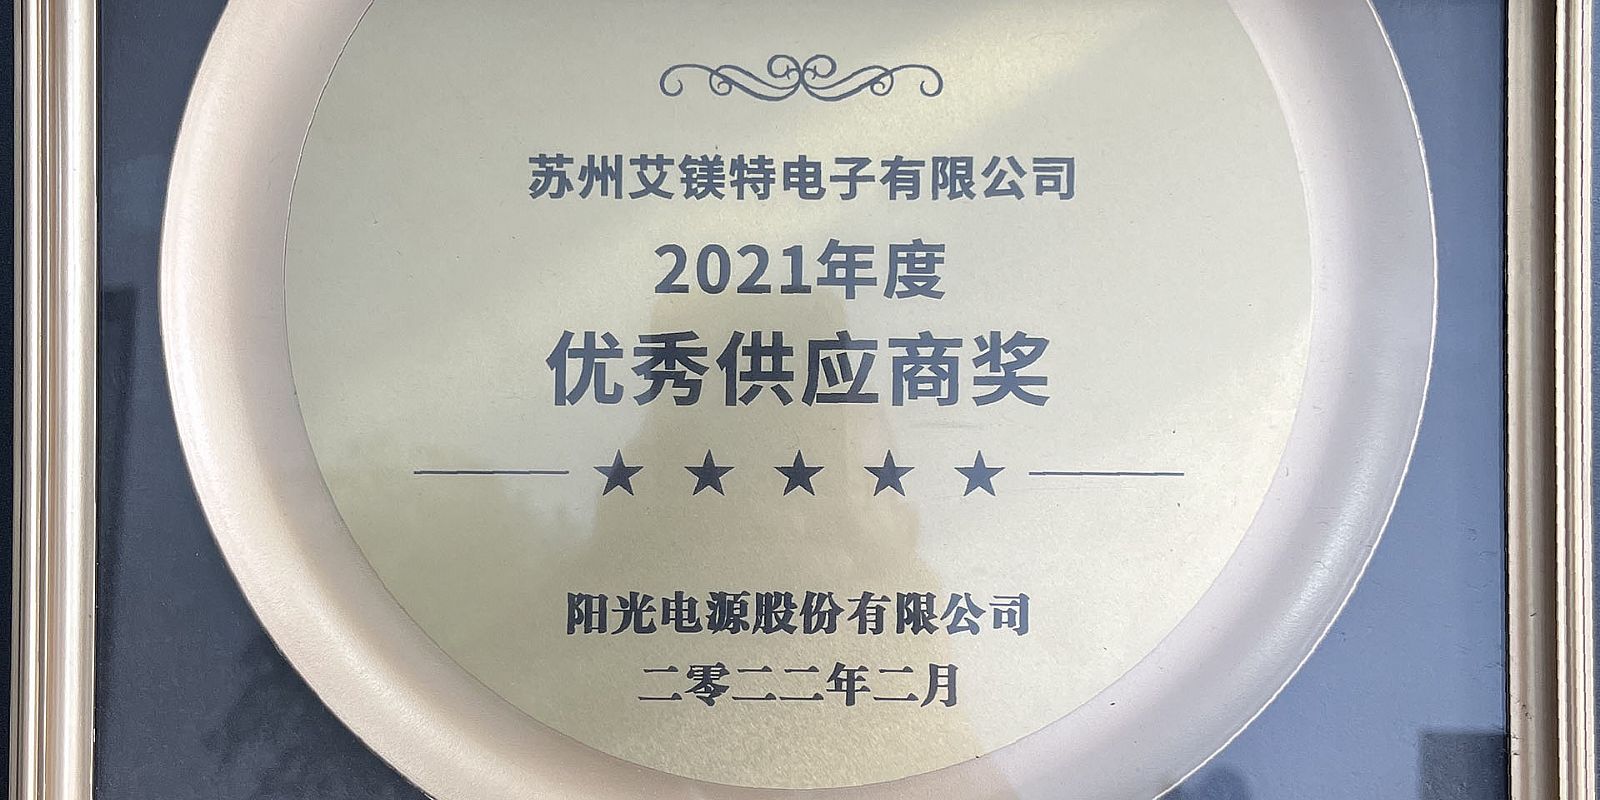 苏州艾镁特电子有限公司
2021年度
优秀供应商奖
阳光电源股份有限公司
二零二二年二月